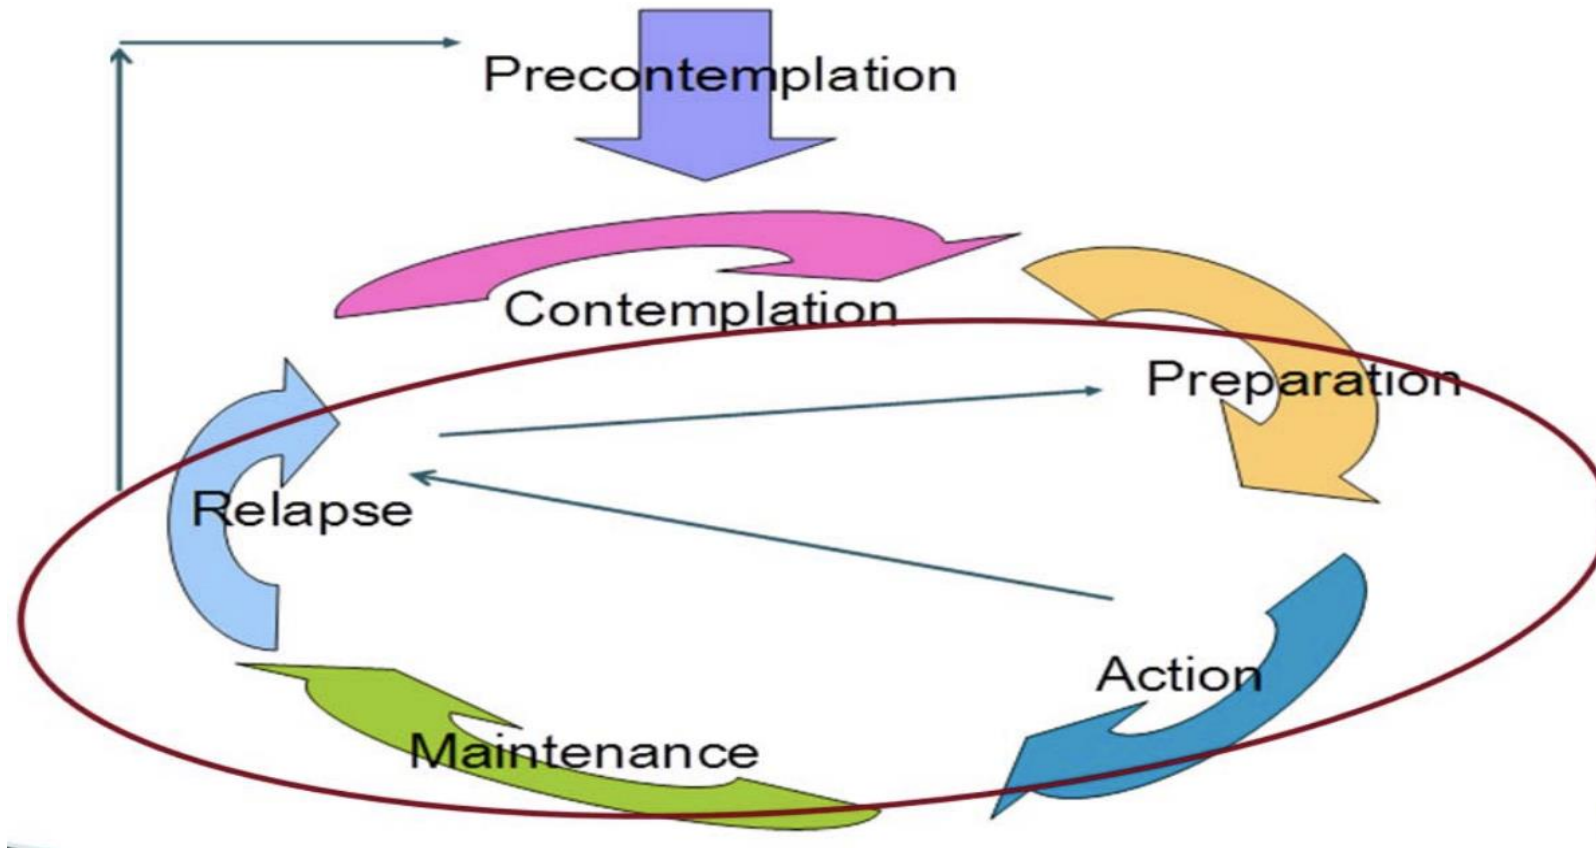 Precontemplation
Contemplation
Preparation
Action
Maintenance
Relapse